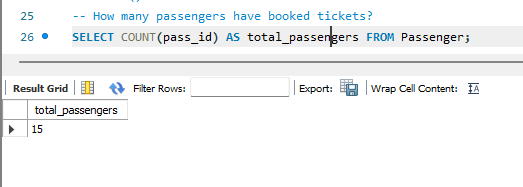 25 -- How many passengers have booked tickets?
26 SELECT COUNT(pass_id) AS total_passengers FROM Passenger;
Result Grid Filter Rows: Export: Wrap Cell Content: IA
total_passengers
15